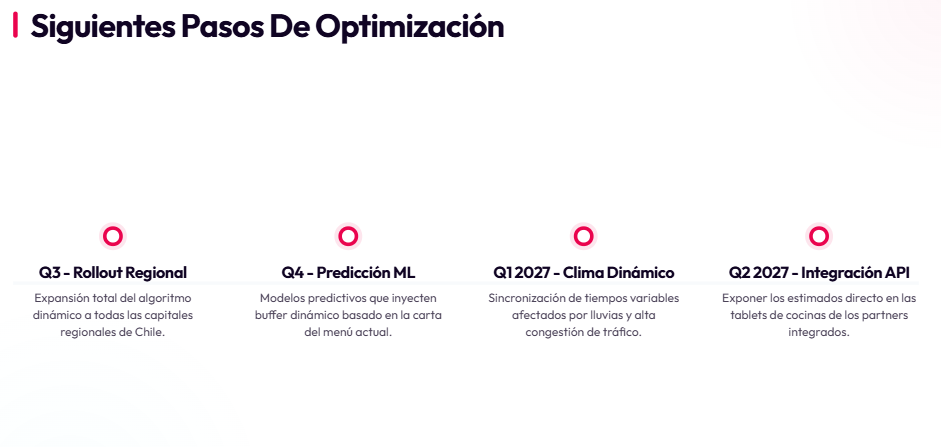 Siguientes Pasos De Optimización
Q3 - Rollout Regional
Expansión total del algoritmo
dinámico a todas las capitales
regionales de Chile.
Q4 - Predicción ML
Modelos predictivos que inyecten
buffer dinámico basado en la carta
del menú actual.
Q1 2027 - Clima Dinámico
Sincronización de tiempos variables
afectados por lluvias y alta
congestión de tráfico.
Q2 2027 - Integración API
Exponer los estimados directo en las
tablets de cocinas de los partners
integrados.